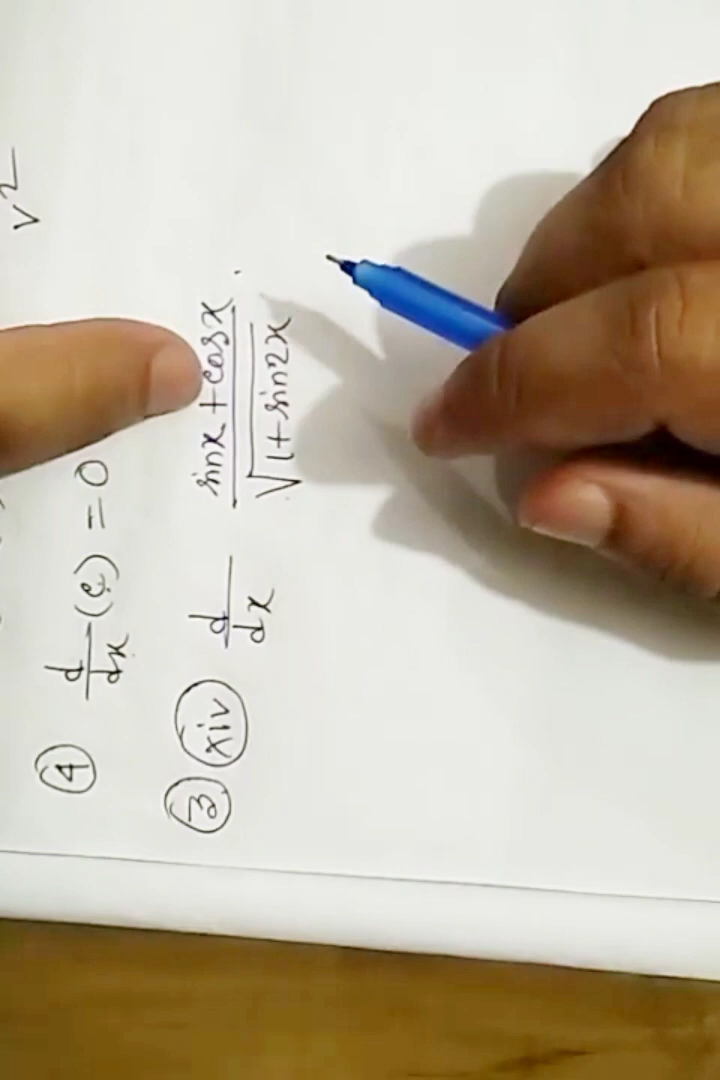 v²
④ d/dx (c) = 0
③ (xiv) d/dx (sinx + cosx)/√(1 + sin2x) .